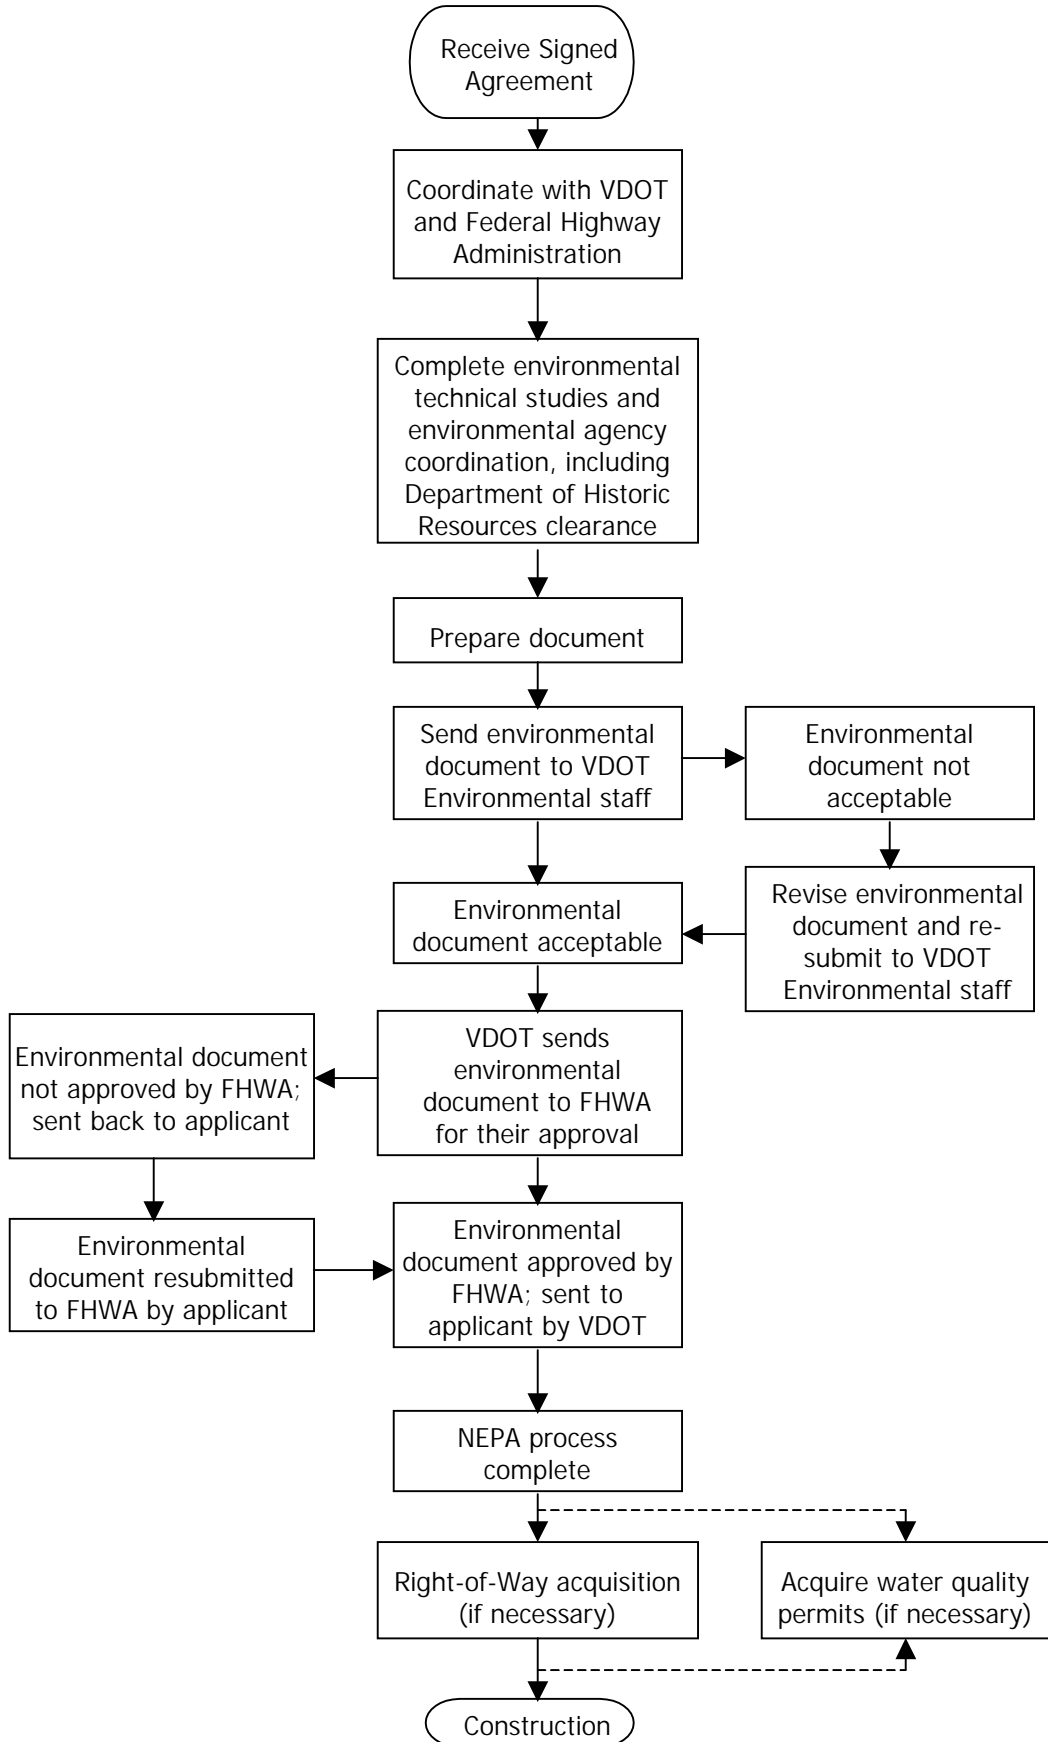 Receive Signed
Agreement
Coordinate with VDOT
and Federal Highway
Administration
Complete environmental
technical studies and
environmental agency
coordination, including
Department of Historic
Resources clearance
Prepare document
Send environmental
document to VDOT
Environmental staff
Environmental
document not
acceptable
Environmental
document acceptable
Revise environmental
document and re-
submit to VDOT
Environmental staff
VDOT sends
environmental
document to FHWA
for their approval
Environmental document
not approved by FHWA;
sent back to applicant
Environmental
document resubmitted
to FHWA by applicant
Environmental
document approved by
FHWA; sent to
applicant by VDOT
NEPA process
complete
Right-of-Way acquisition
(if necessary)
Acquire water quality
permits (if necessary)
Construction